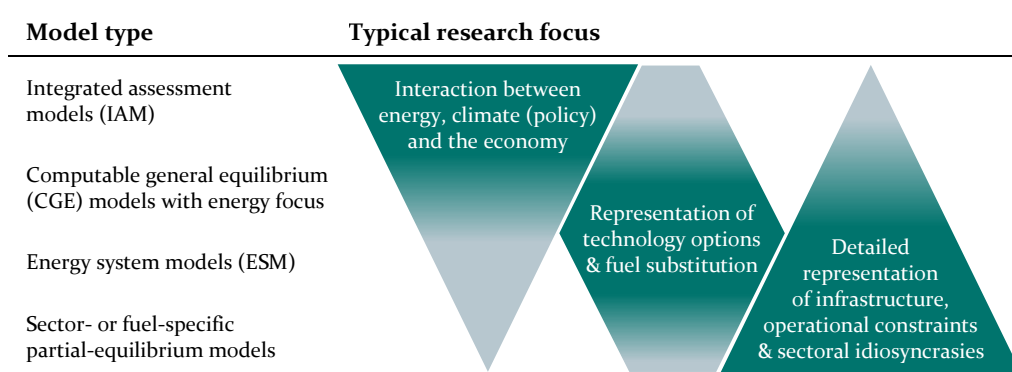 Model type
Typical research focus
Integrated assessment
models (IAM)
Computable general equilibrium
(CGE) models with energy focus
Energy system models (ESM)
Sector- or fuel-specific
partial-equilibrium models
Interaction between
energy, climate (policy)
and the economy
Representation of
technology options
& fuel substitution
Detailed
representation
of infrastructure,
operational constraints
& sectoral idiosyncrasies